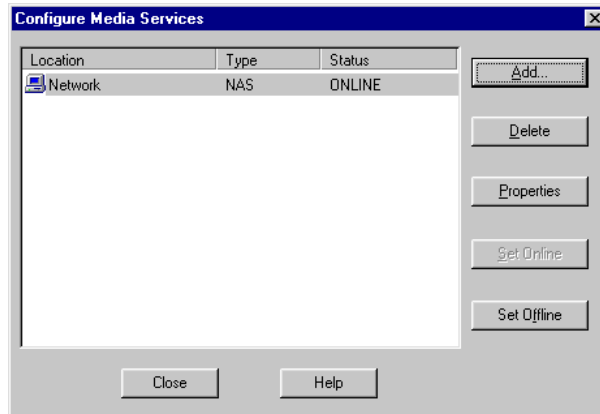 Configure Media Services
Location Type Status
Network NAS ONLINE
Add...
Delete
Properties
Set Online
Set Offline
Close Help